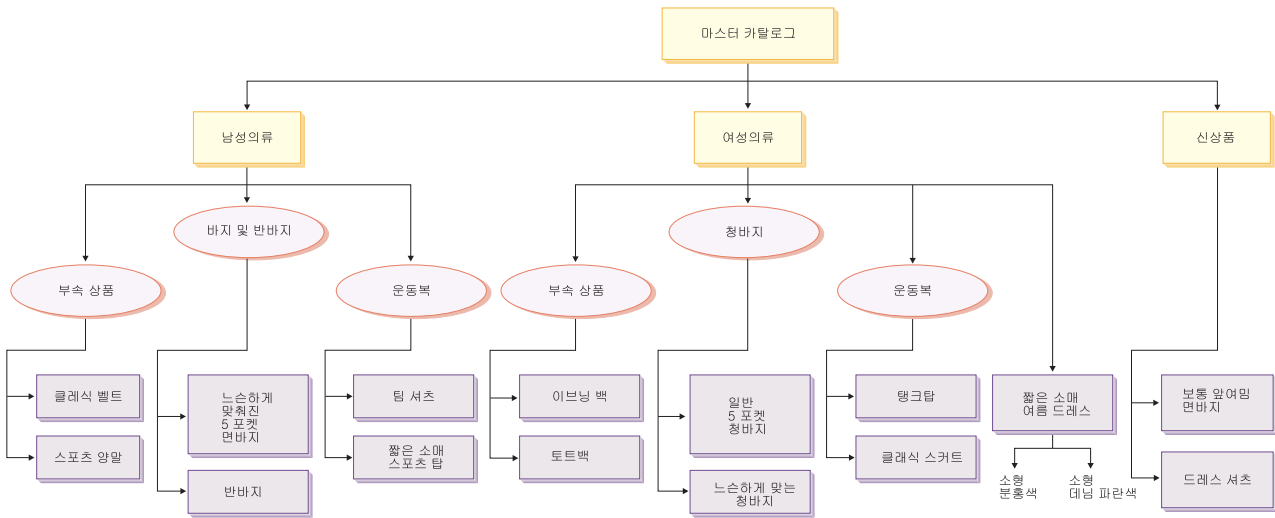 마스터 카탈로그
남성의류
여성의류
신상품
바지 및 반바지
청바지
부속 상품
운동복
부속 상품
운동복
클레식 벨트
스포츠 양말
느슨하게
맞춰진
5 포켓
면바지
반바지
팀 셔츠
짧은 소매
스포츠 탑
이브닝 백
토트백
일반
5 포켓
청바지
느슨하게 맞는
청바지
탱크탑
클래식 스커트
짧은 소매
여름 드레스
소형
분홍색
소형
데님 파란색
보통 앞여밈
면바지
드레스 셔츠